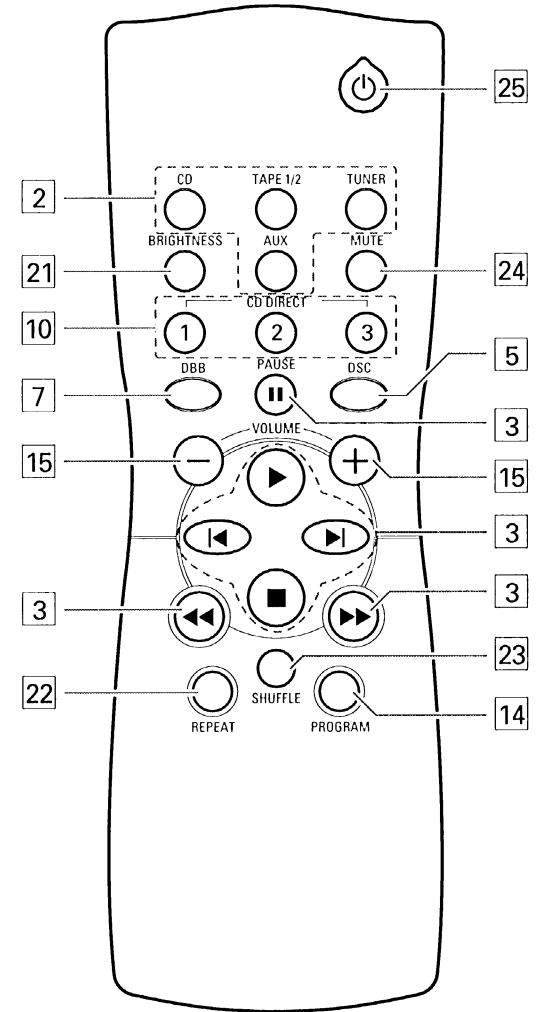 25
CD TAPE 1/2 TUNER
2
BRIGHTNESS AUX MUTE
21 24
CD DIRECT
10 1 2 3
DBB PAUSE DSC 5
7
3
VOLUME
15 − + 15
3
3 3
23
22 SHUFFLE 14
REPEAT PROGRAM